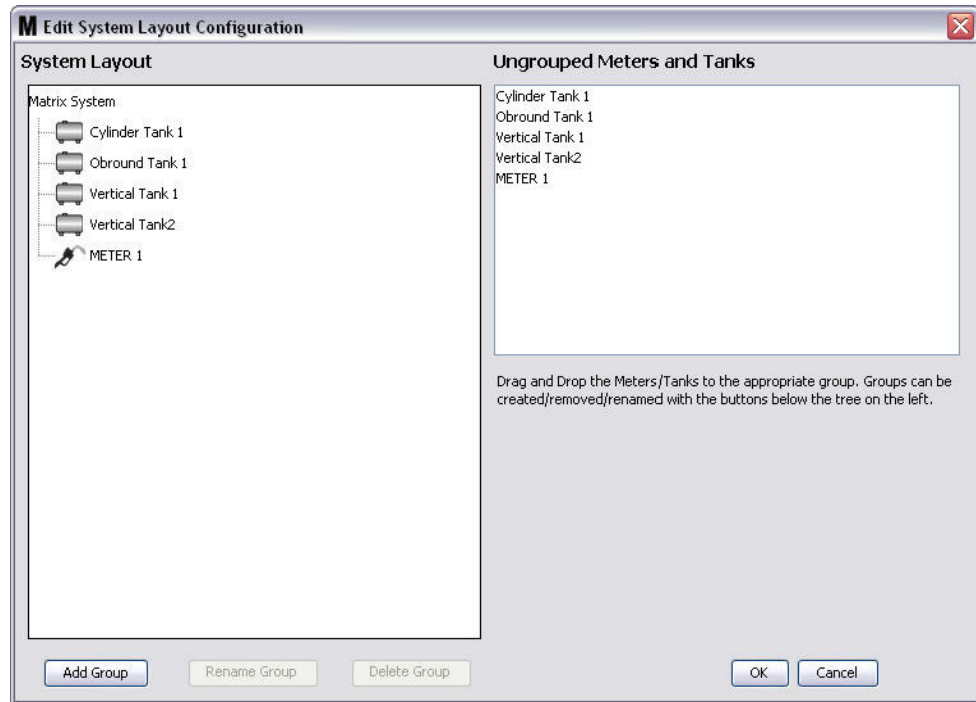 M Edit System Layout Configuration
System Layout
Matrix System
Cylinder Tank 1
Obround Tank 1
Vertical Tank 1
Vertical Tank2
METER 1
Ungrouped Meters and Tanks
Cylinder Tank 1
Obround Tank 1
Vertical Tank 1
Vertical Tank2
METER 1
Drag and Drop the Meters/Tanks to the appropriate group. Groups can be
created/removed/renamed with the buttons below the tree on the left.
Add Group
Rename Group
Delete Group
OK
Cancel